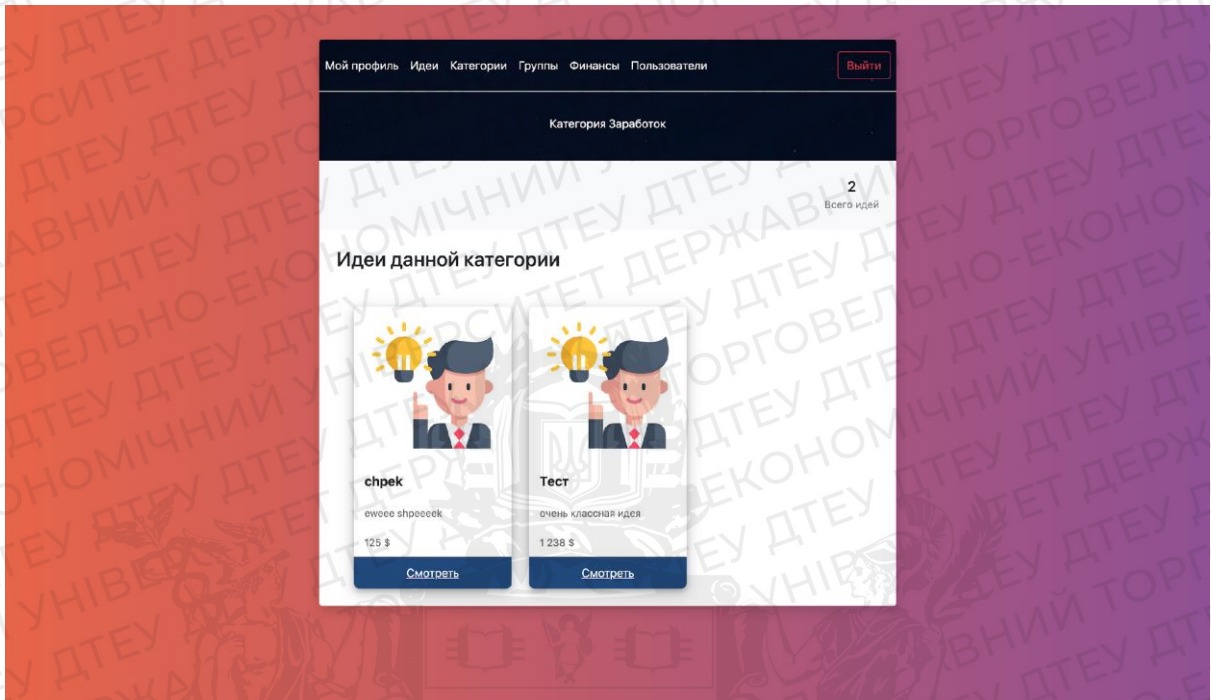 Мой профиль Идеи Категории Группы Финансы Пользователи Выйти
Категория Заработок
2
Всего идей
Идеи данной категории
chpek
eweee shpeeeek
125 $
Смотреть
Тест
очень классная идея
1 238 $
Смотреть